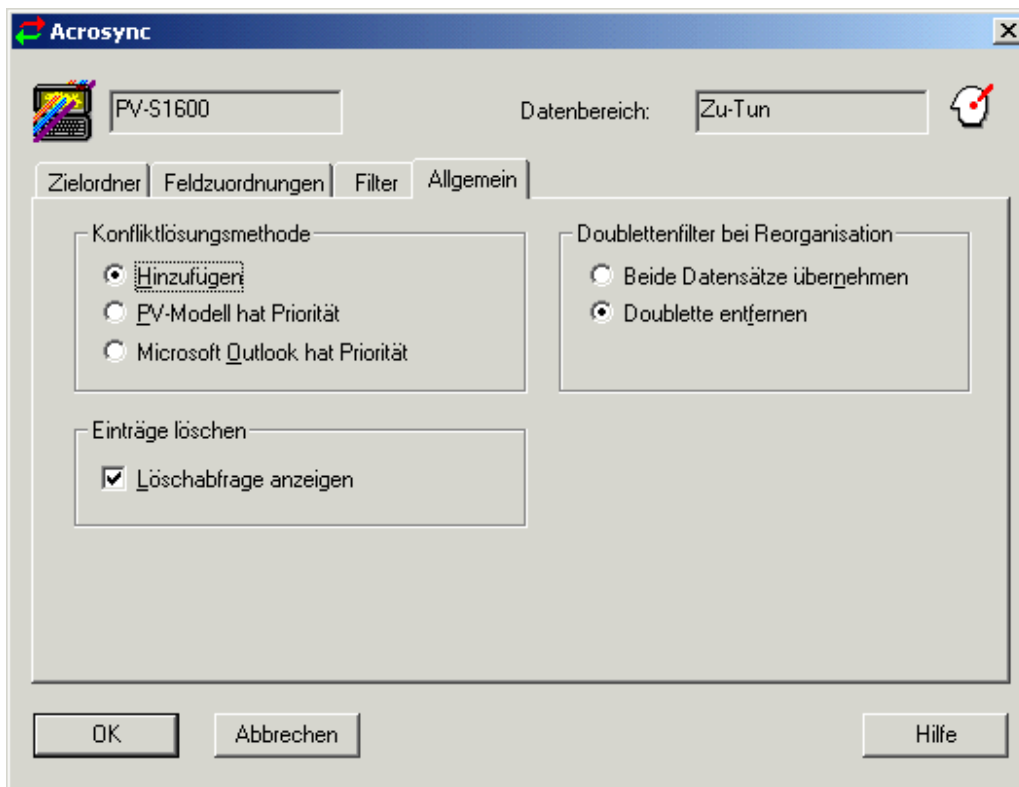 Acrosync
PV-S1600
Datenbereich:
Zu-Tun
Zielordner
Feldzuordnungen
Filter
Allgemein
Konfliktlösungsmethode
Hinzufügen
PV-Modell hat Priorität
Microsoft Outlook hat Priorität
Doublettenfilter bei Reorganisation
Beide Datensätze übernehmen
Doublette entfernen
Einträge löschen
Löschabfrage anzeigen
OK
Abbrechen
Hilfe